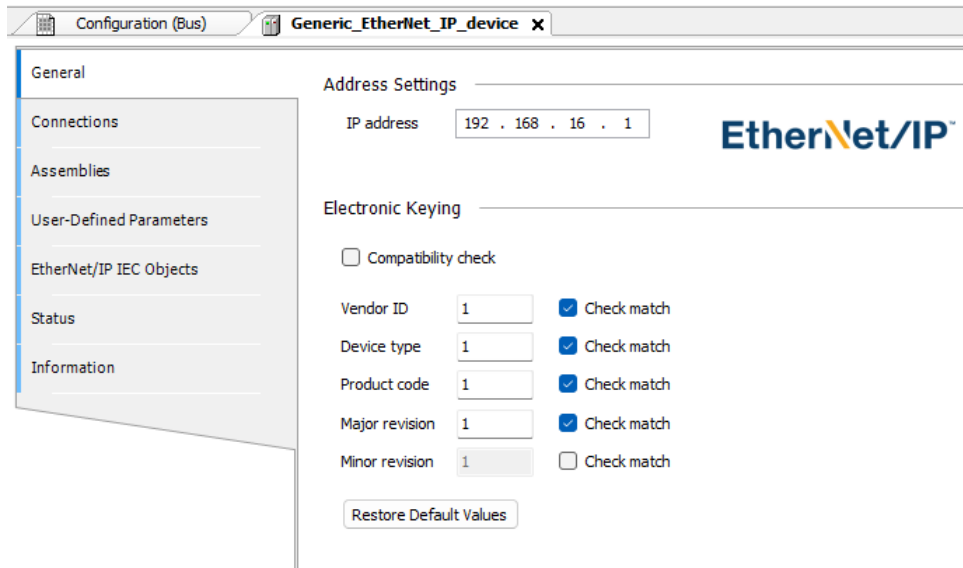 Configuration (Bus)
Generic_EtherNet_IP_device
General
Connections
Assemblies
User-Defined Parameters
EtherNet/IP IEC Objects
Status
Information
Address Settings
IP address 192 . 168 . 16 . 1
EtherNet/IP™
Electronic Keying
Compatibility check
Vendor ID 1 Check match
Device type 1 Check match
Product code 1 Check match
Major revision 1 Check match
Minor revision 1 Check match
Restore Default Values